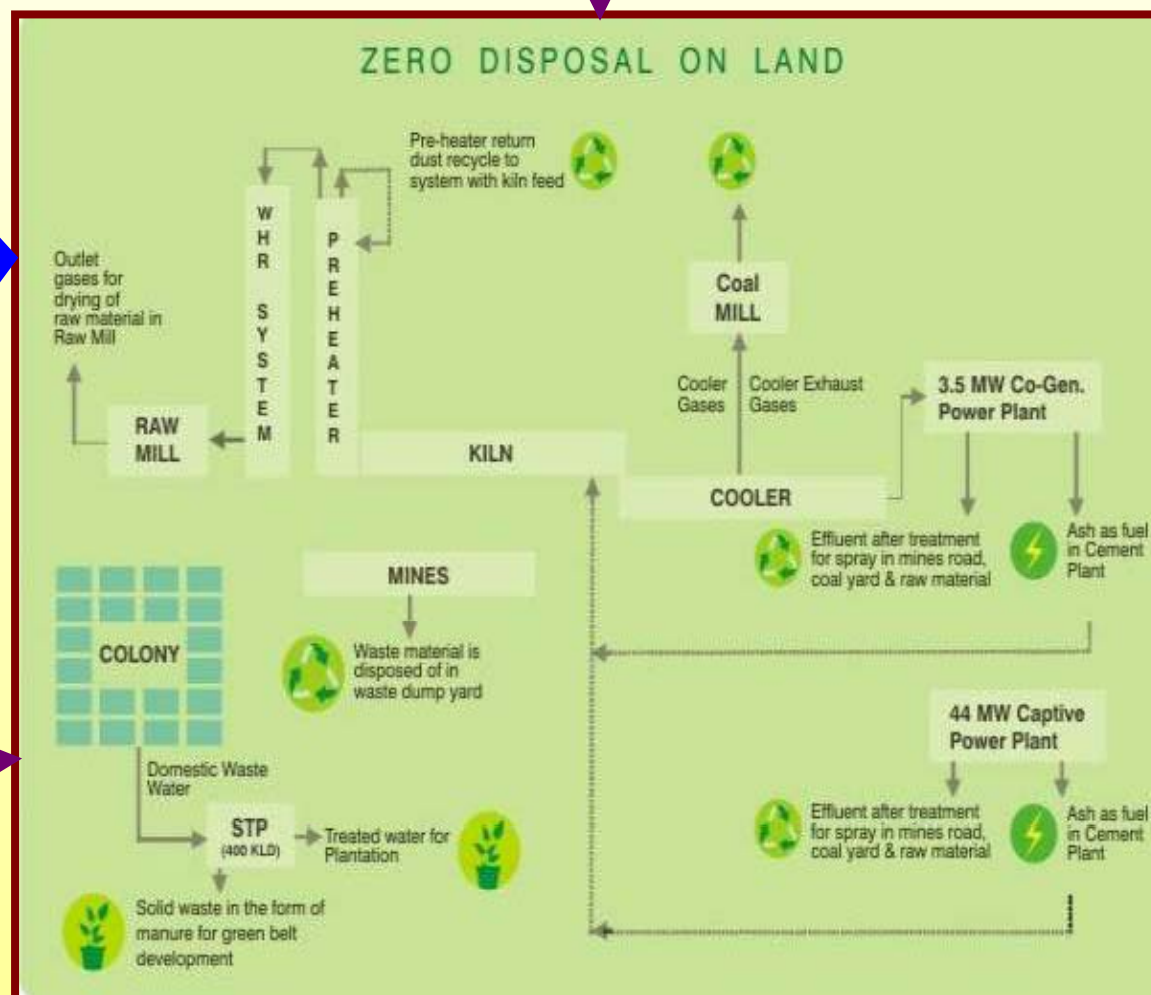 ZERO DISPOSAL ON LAND
Pre-heater return
dust recycle to
system with kiln feed
WHR SYSTEM
PREHEATER
Outlet
gases for
drying of
raw material in
Raw Mill
Coal
MILL
Cooler
Gases
Cooler Exhaust
Gases
3.5 MW Co-Gen.
Power Plant
RAW
MILL
KILN
COOLER
Effluent after treatment
for spray in mines road,
coal yard & raw material
Ash as fuel
in Cement
Plant
MINES
Waste material is
disposed of in
waste dump yard
COLONY
44 MW Captive
Power Plant
Domestic Waste
Water
STP
(400 KLD)
Treated water for
Plantation
Effluent after treatment
for spray in mines road,
coal yard & raw material
Ash as fuel
in Cement
Plant
Solid waste in the form of
manure for green belt
development